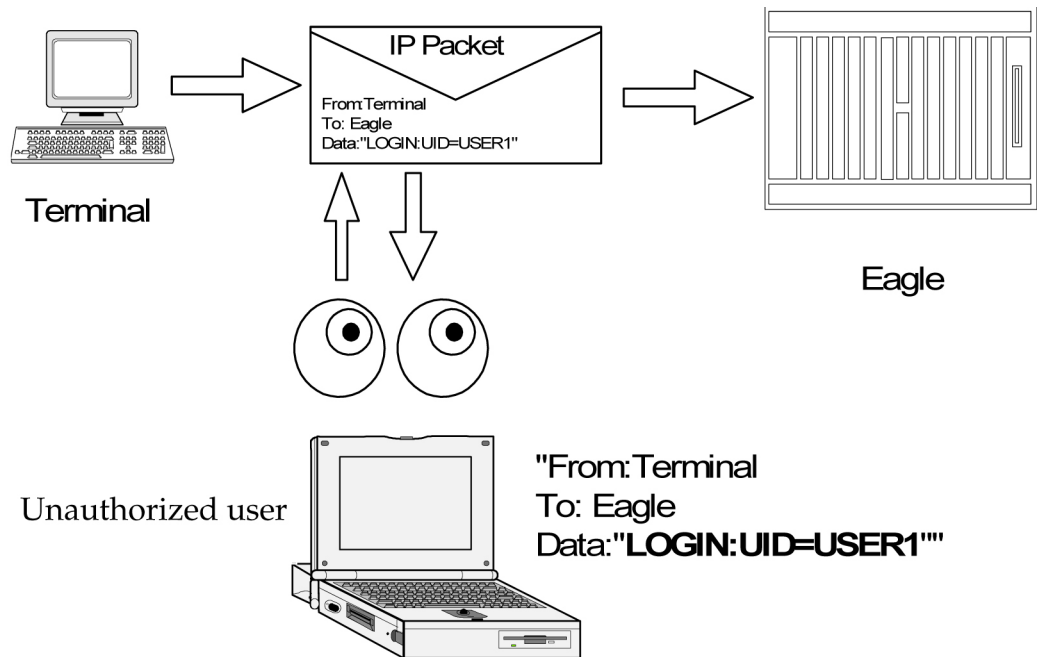 IP Packet
From:Terminal
To: Eagle
Data:"LOGIN:UID=USER1"
Terminal
Eagle
Unauthorized user
"From:Terminal
To: Eagle
Data:"LOGIN:UID=USER1""